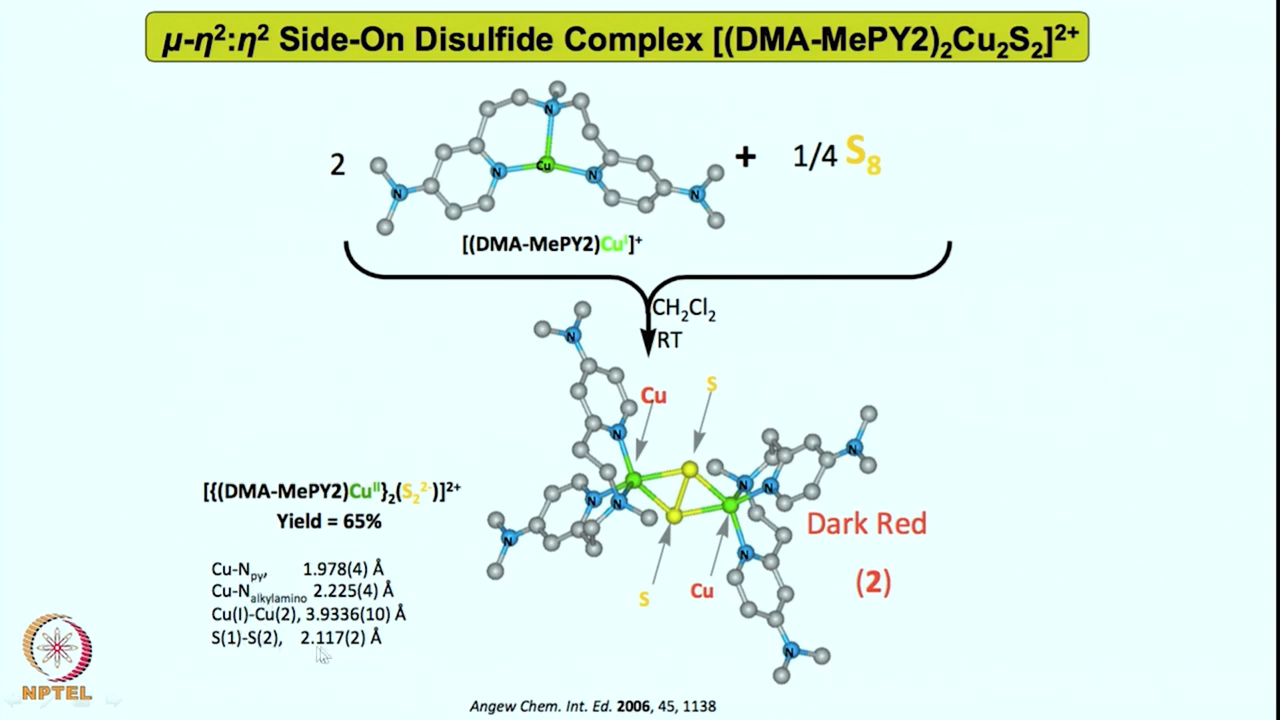 μ-η²:η² Side-On Disulfide Complex [(DMA-MePY2)₂Cu₂S₂]²⁺
2
N
Cu
N
N
N
N
+
1/4 S₈
[(DMA-MePY2)Cuᴵ]⁺
CH₂Cl₂
RT
N
Cu
S
N
N
N
N
N
N
N
N
N
S
Cu
Dark Red
(2)
[{(DMA-MePY2)Cuᴵᴵ}₂(S₂²⁻)]²⁺
Yield = 65%
Cu-Npy, 1.978(4) Å
Cu-Nalkylamino 2.225(4) Å
Cu(I)-Cu(2), 3.9336(10) Å
S(1)-S(2), 2.117(2) Å
NPTEL
Angew Chem. Int. Ed. 2006, 45, 1138